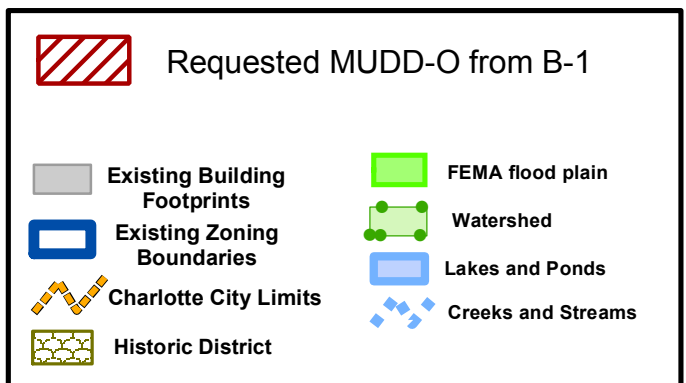 Requested MUDD-O from B-1
Existing Building
Footprints
Existing Zoning
Boundaries
Charlotte City Limits
Historic District
FEMA flood plain
Watershed
Lakes and Ponds
Creeks and Streams